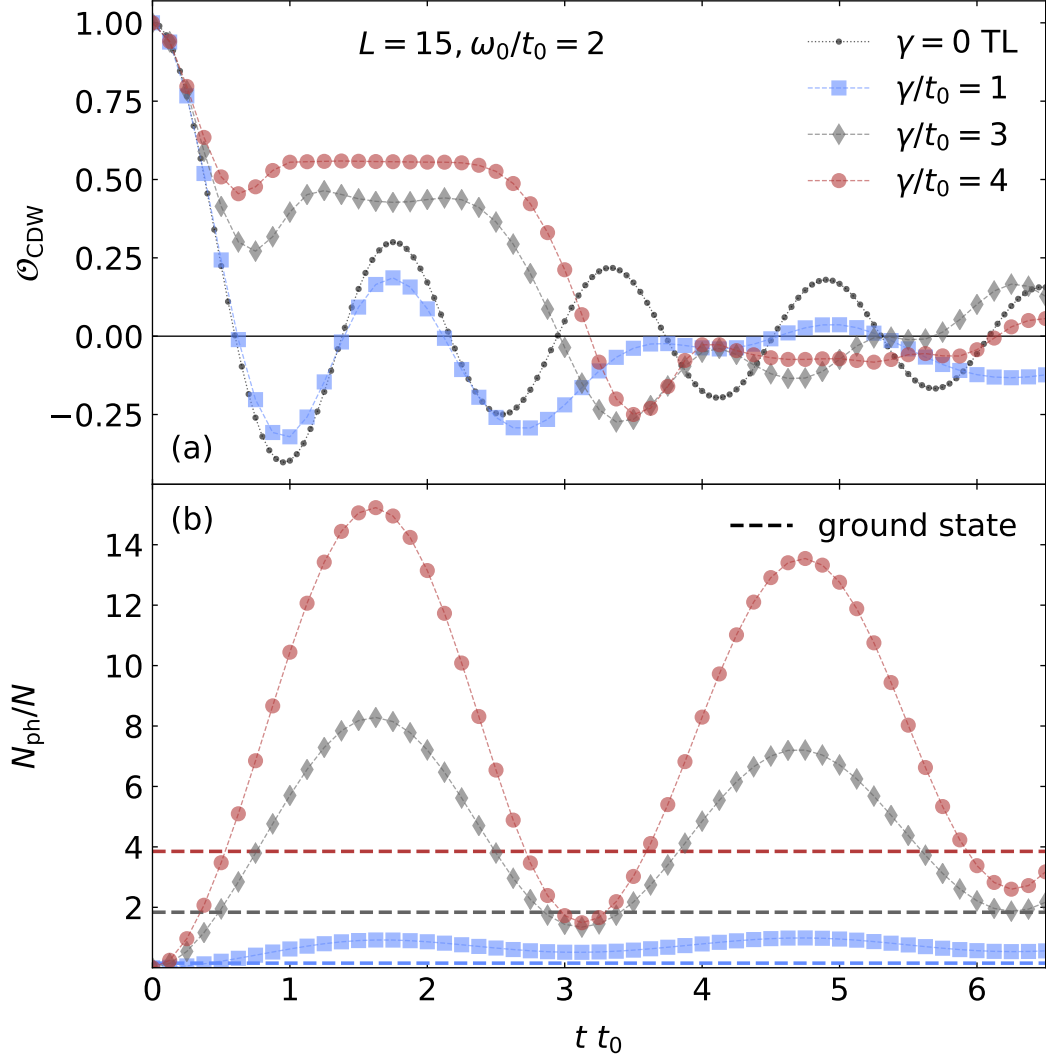 1.00
0.75
0.50
0.25
0.00
−0.25
𝒪CDW
L = 15, ω₀/t₀ = 2
γ = 0 TL
γ/t₀ = 1
γ/t₀ = 3
γ/t₀ = 4
(a)
(b)
ground state
14
12
10
8
6
4
2
Nph/N
0 1 2 3 4 5 6
t t₀